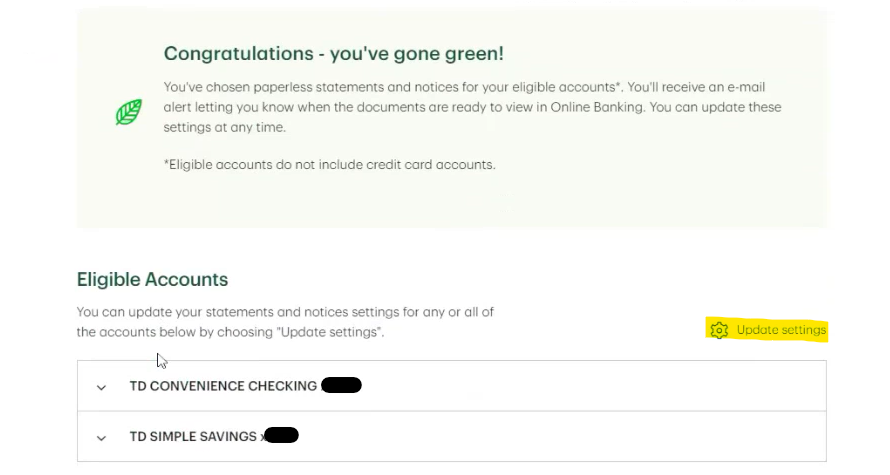 Congratulations - you've gone green!
You've chosen paperless statements and notices for your eligible accounts*. You'll receive an e-mail
alert letting you know when the documents are ready to view in Online Banking. You can update these
settings at any time.
*Eligible accounts do not include credit card accounts.
Eligible Accounts
You can update your statements and notices settings for any or all of
the accounts below by choosing "Update settings".
Update settings
TD CONVENIENCE CHECKING
TD SIMPLE SAVINGS x